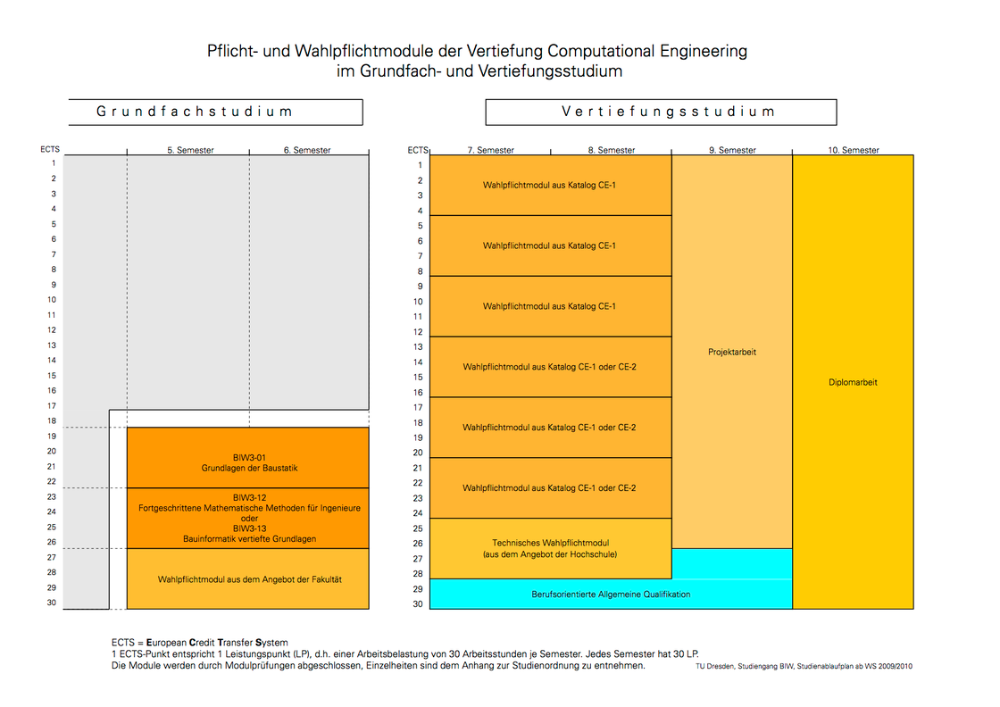 Pflicht- und Wahlpflichtmodule der Vertiefung Computational Engineering
im Grundfach- und Vertiefungsstudium
Grundfachstudium
Vertiefungsstudium
ECTS 5. Semester 6. Semester
1
2
3
4
5
6
7
8
9
10
11
12
13
14
15
16
17
18
19
20
21
22
23
24
25
26
27
28
29
30
BIW3-01
Grundlagen der Baustatik
BIW3-12
Fortgeschrittene Mathematische Methoden für Ingenieure
oder
BIW3-13
Bauinformatik vertiefte Grundlagen
Wahlpflichtmodul aus dem Angebot der Fakultät
ECTS 7. Semester 8. Semester 9. Semester 10. Semester
1
2
3
4
5
6
7
8
9
10
11
12
13
14
15
16
17
18
19
20
21
22
23
24
25
26
27
28
29
30
Wahlpflichtmodul aus Katalog CE-1
Wahlpflichtmodul aus Katalog CE-1
Wahlpflichtmodul aus Katalog CE-1
Wahlpflichtmodul aus Katalog CE-1 oder CE-2
Wahlpflichtmodul aus Katalog CE-1 oder CE-2
Wahlpflichtmodul aus Katalog CE-1 oder CE-2
Technisches Wahlpflichtmodul
(aus dem Angebot der Hochschule)
Projektarbeit
Diplomarbeit
Berufsorientierte Allgemeine Qualifikation
ECTS = European Credit Transfer System
1 ECTS-Punkt entspricht 1 Leistungspunkt (LP), d.h. einer Arbeitsbelastung von 30 Arbeitsstunden je Semester. Jedes Semester hat 30 LP.
Die Module werden durch Modulprüfungen abgeschlossen, Einzelheiten sind dem Anhang zur Studienordnung zu entnehmen.
TU Dresden, Studiengang BIW, Studienablaufplan ab WS 2009/2010